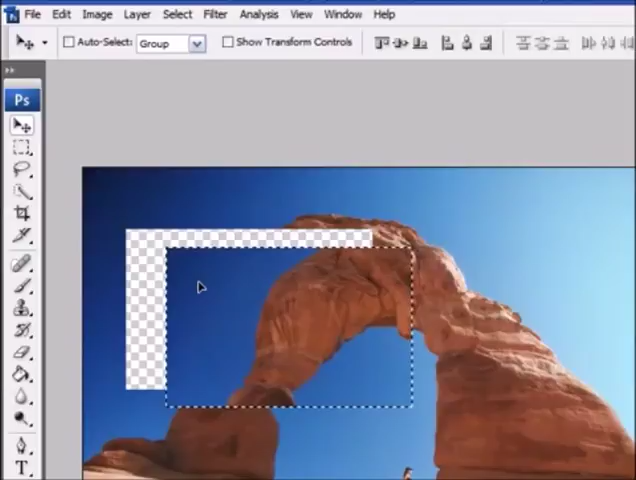 File Edit Image Layer Select Filter Analysis View Window Help
Auto-Select: Group Show Transform Controls
Ps
T